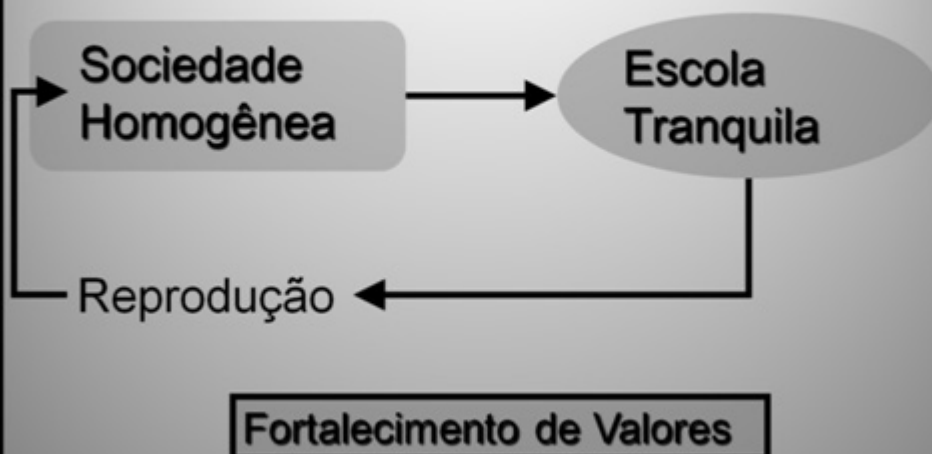 Sociedade
Homogênea
Escola
Tranquila
Reprodução
Fortalecimento de Valores